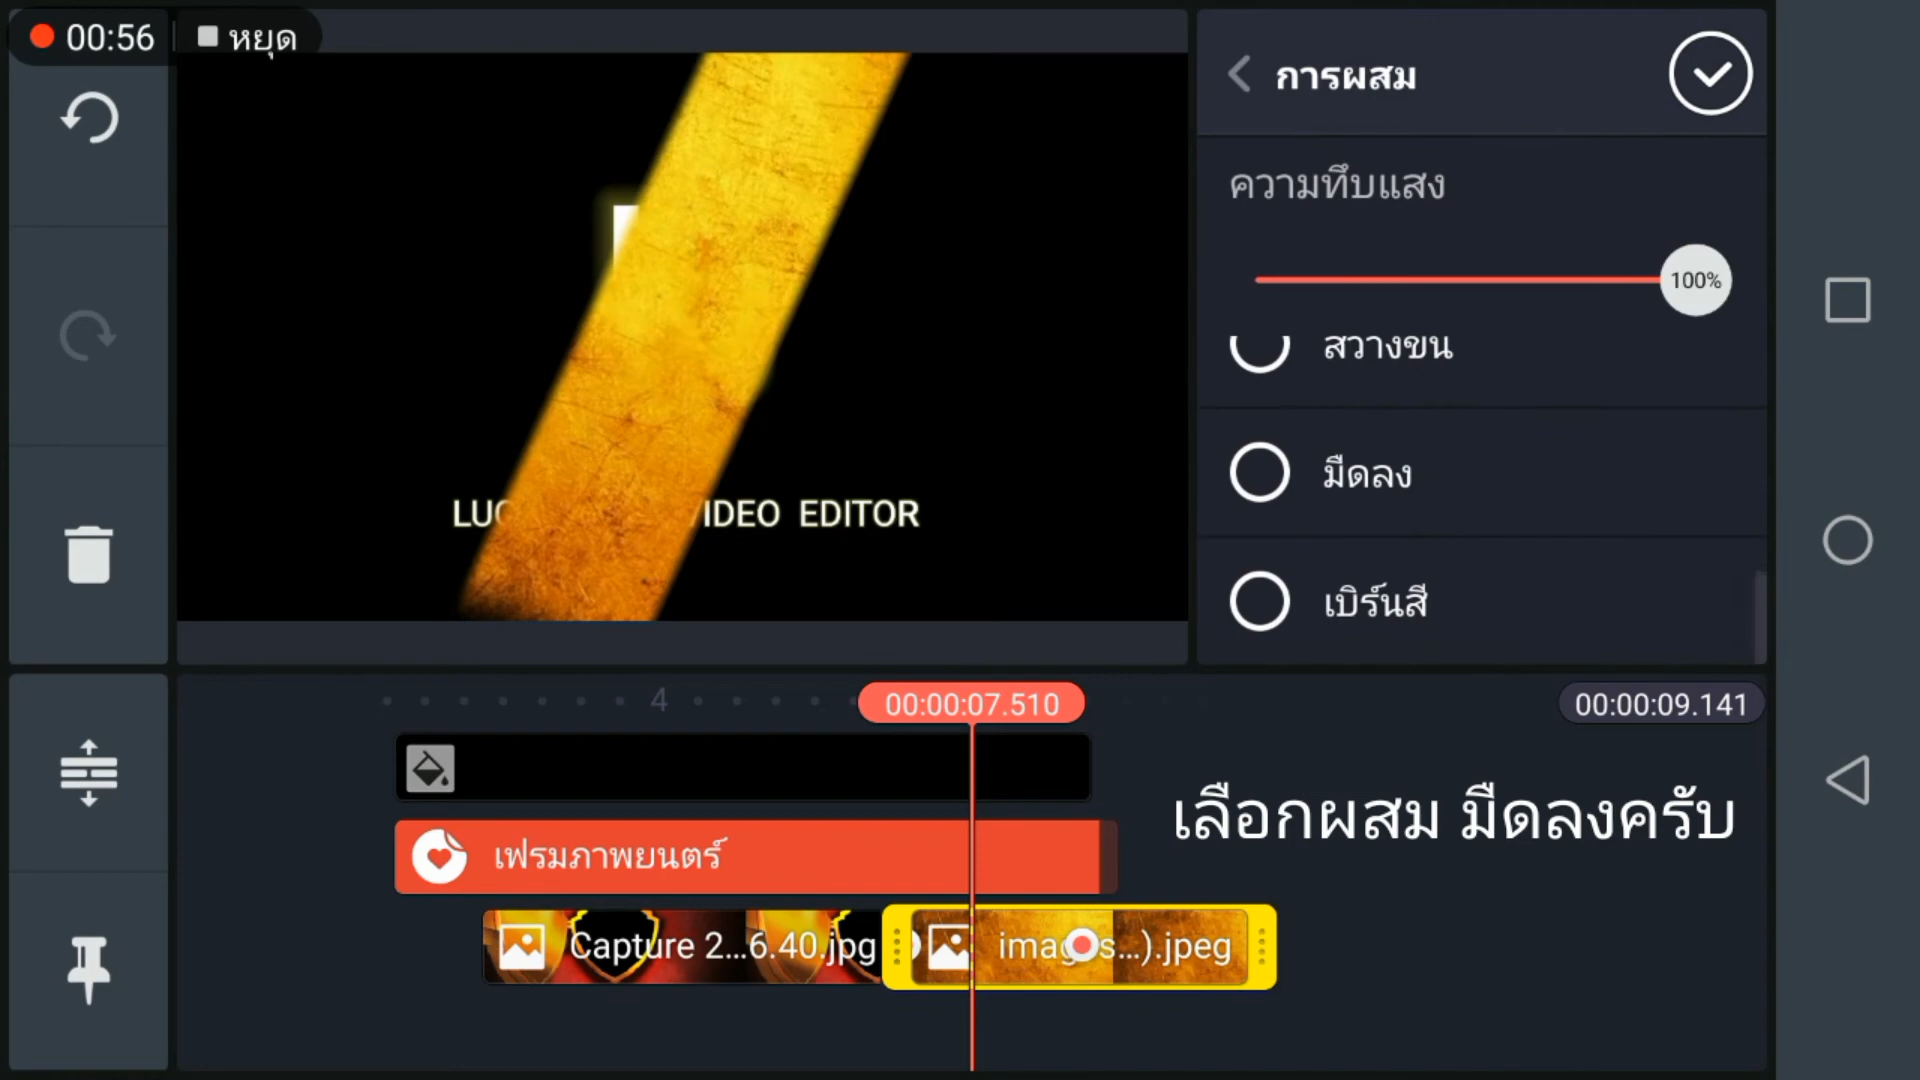 00:56 หยุด
การผสม
ความทึบแสง
100%
สว่างขึ้น
มืดลง
เบิร์นสี
LUC
IDEO EDITOR
4
00:00:07.510
00:00:09.141
เลือกผสม มืดลงครับ
เฟรมภาพยนตร์
Capture 2...6.40.jpg
images...).jpeg